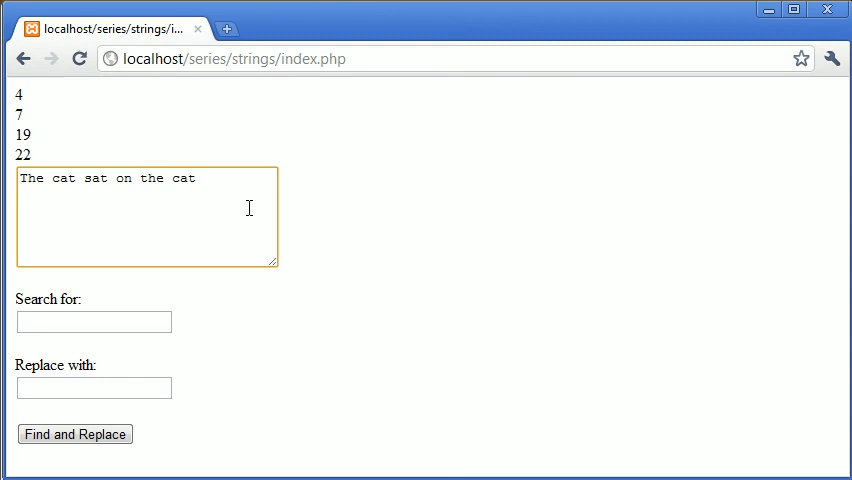 localhost/series/strings/i...
localhost/series/strings/index.php
4
7
19
22
The cat sat on the cat
Search for:
Replace with:
Find and Replace